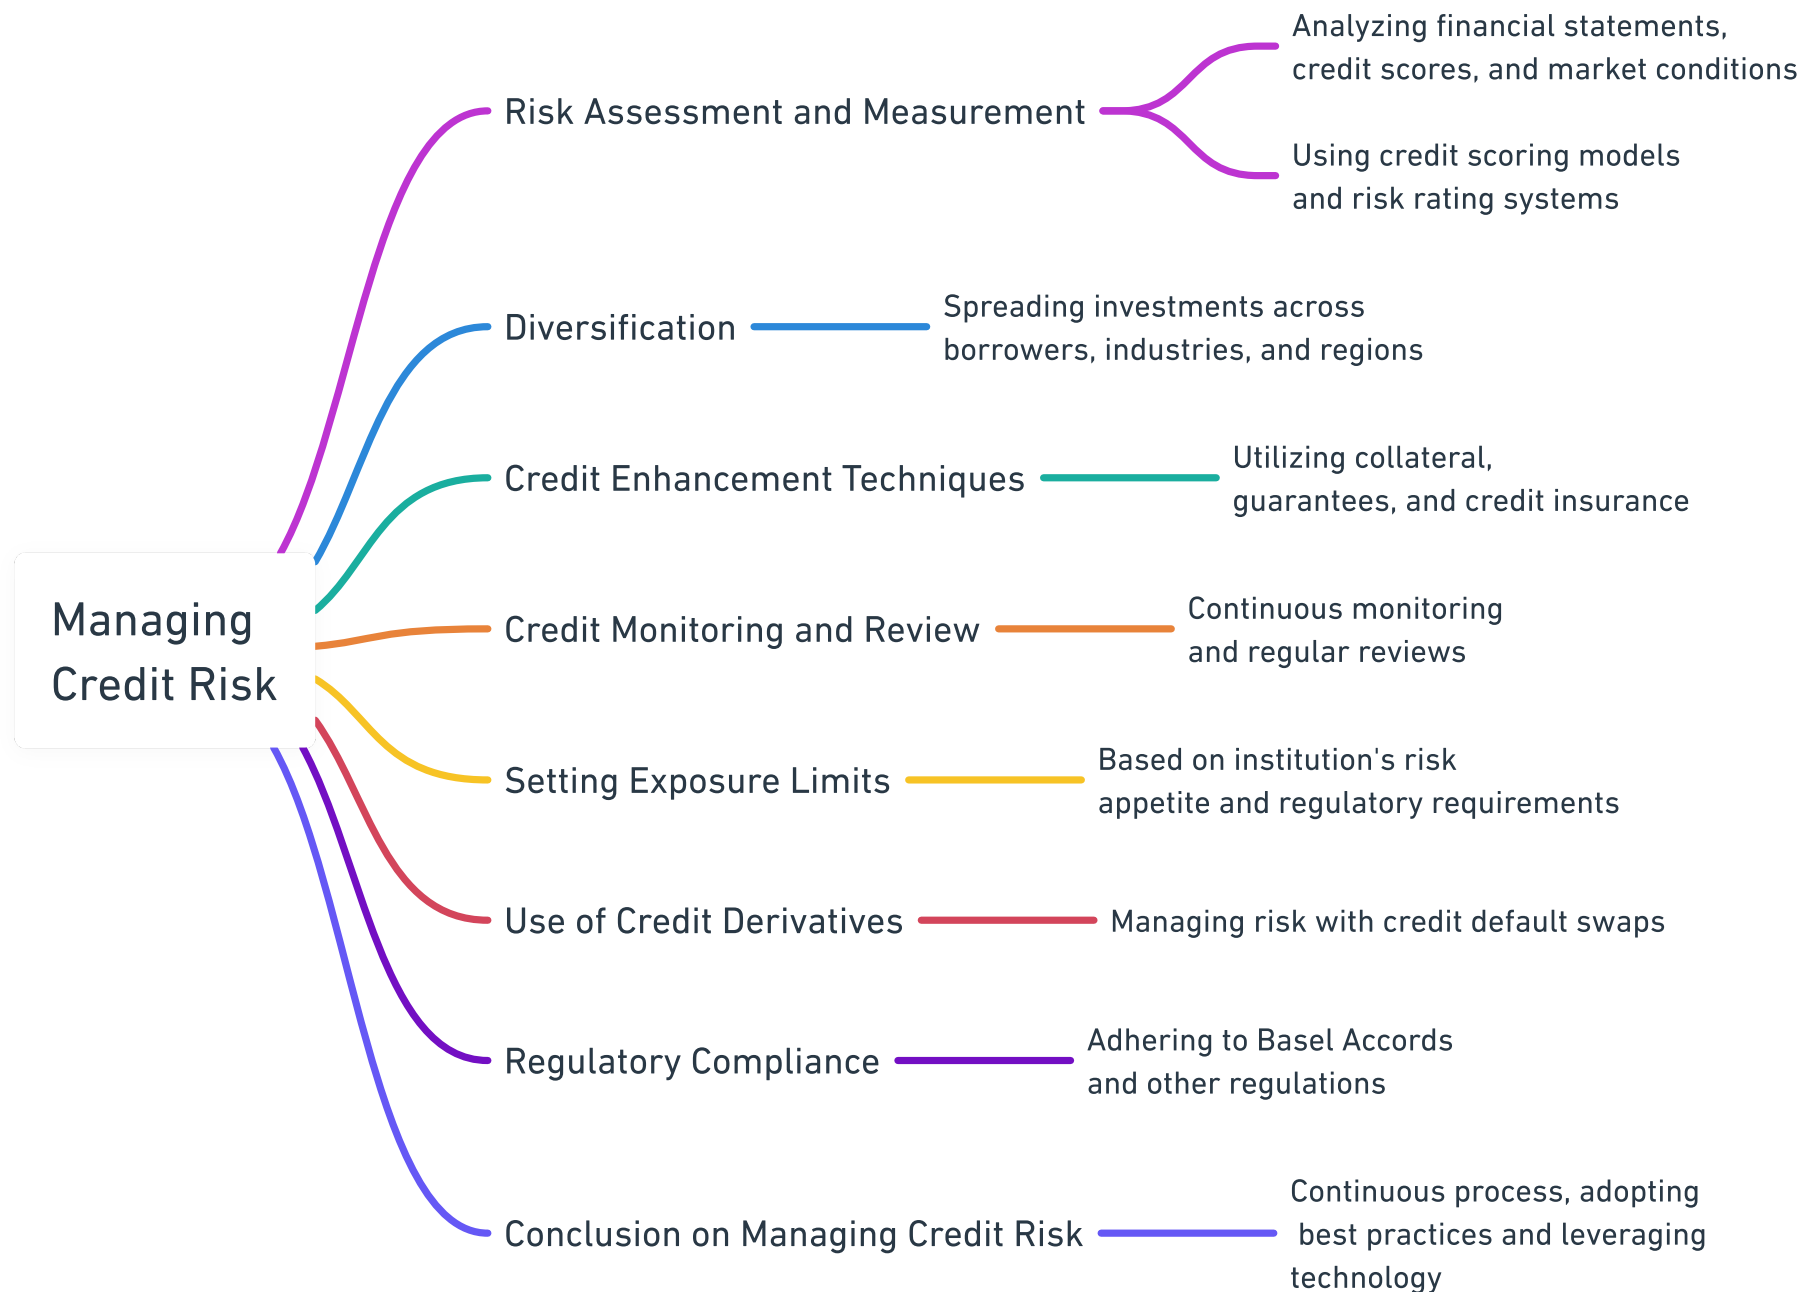 Managing
Credit Risk
Risk Assessment and Measurement
Analyzing financial statements,
credit scores, and market conditions
Using credit scoring models
and risk rating systems
Diversification
Spreading investments across
borrowers, industries, and regions
Credit Enhancement Techniques
Utilizing collateral,
guarantees, and credit insurance
Credit Monitoring and Review
Continuous monitoring
and regular reviews
Setting Exposure Limits
Based on institution's risk
appetite and regulatory requirements
Use of Credit Derivatives
Managing risk with credit default swaps
Regulatory Compliance
Adhering to Basel Accords
and other regulations
Conclusion on Managing Credit Risk
Continuous process, adopting
best practices and leveraging
technology